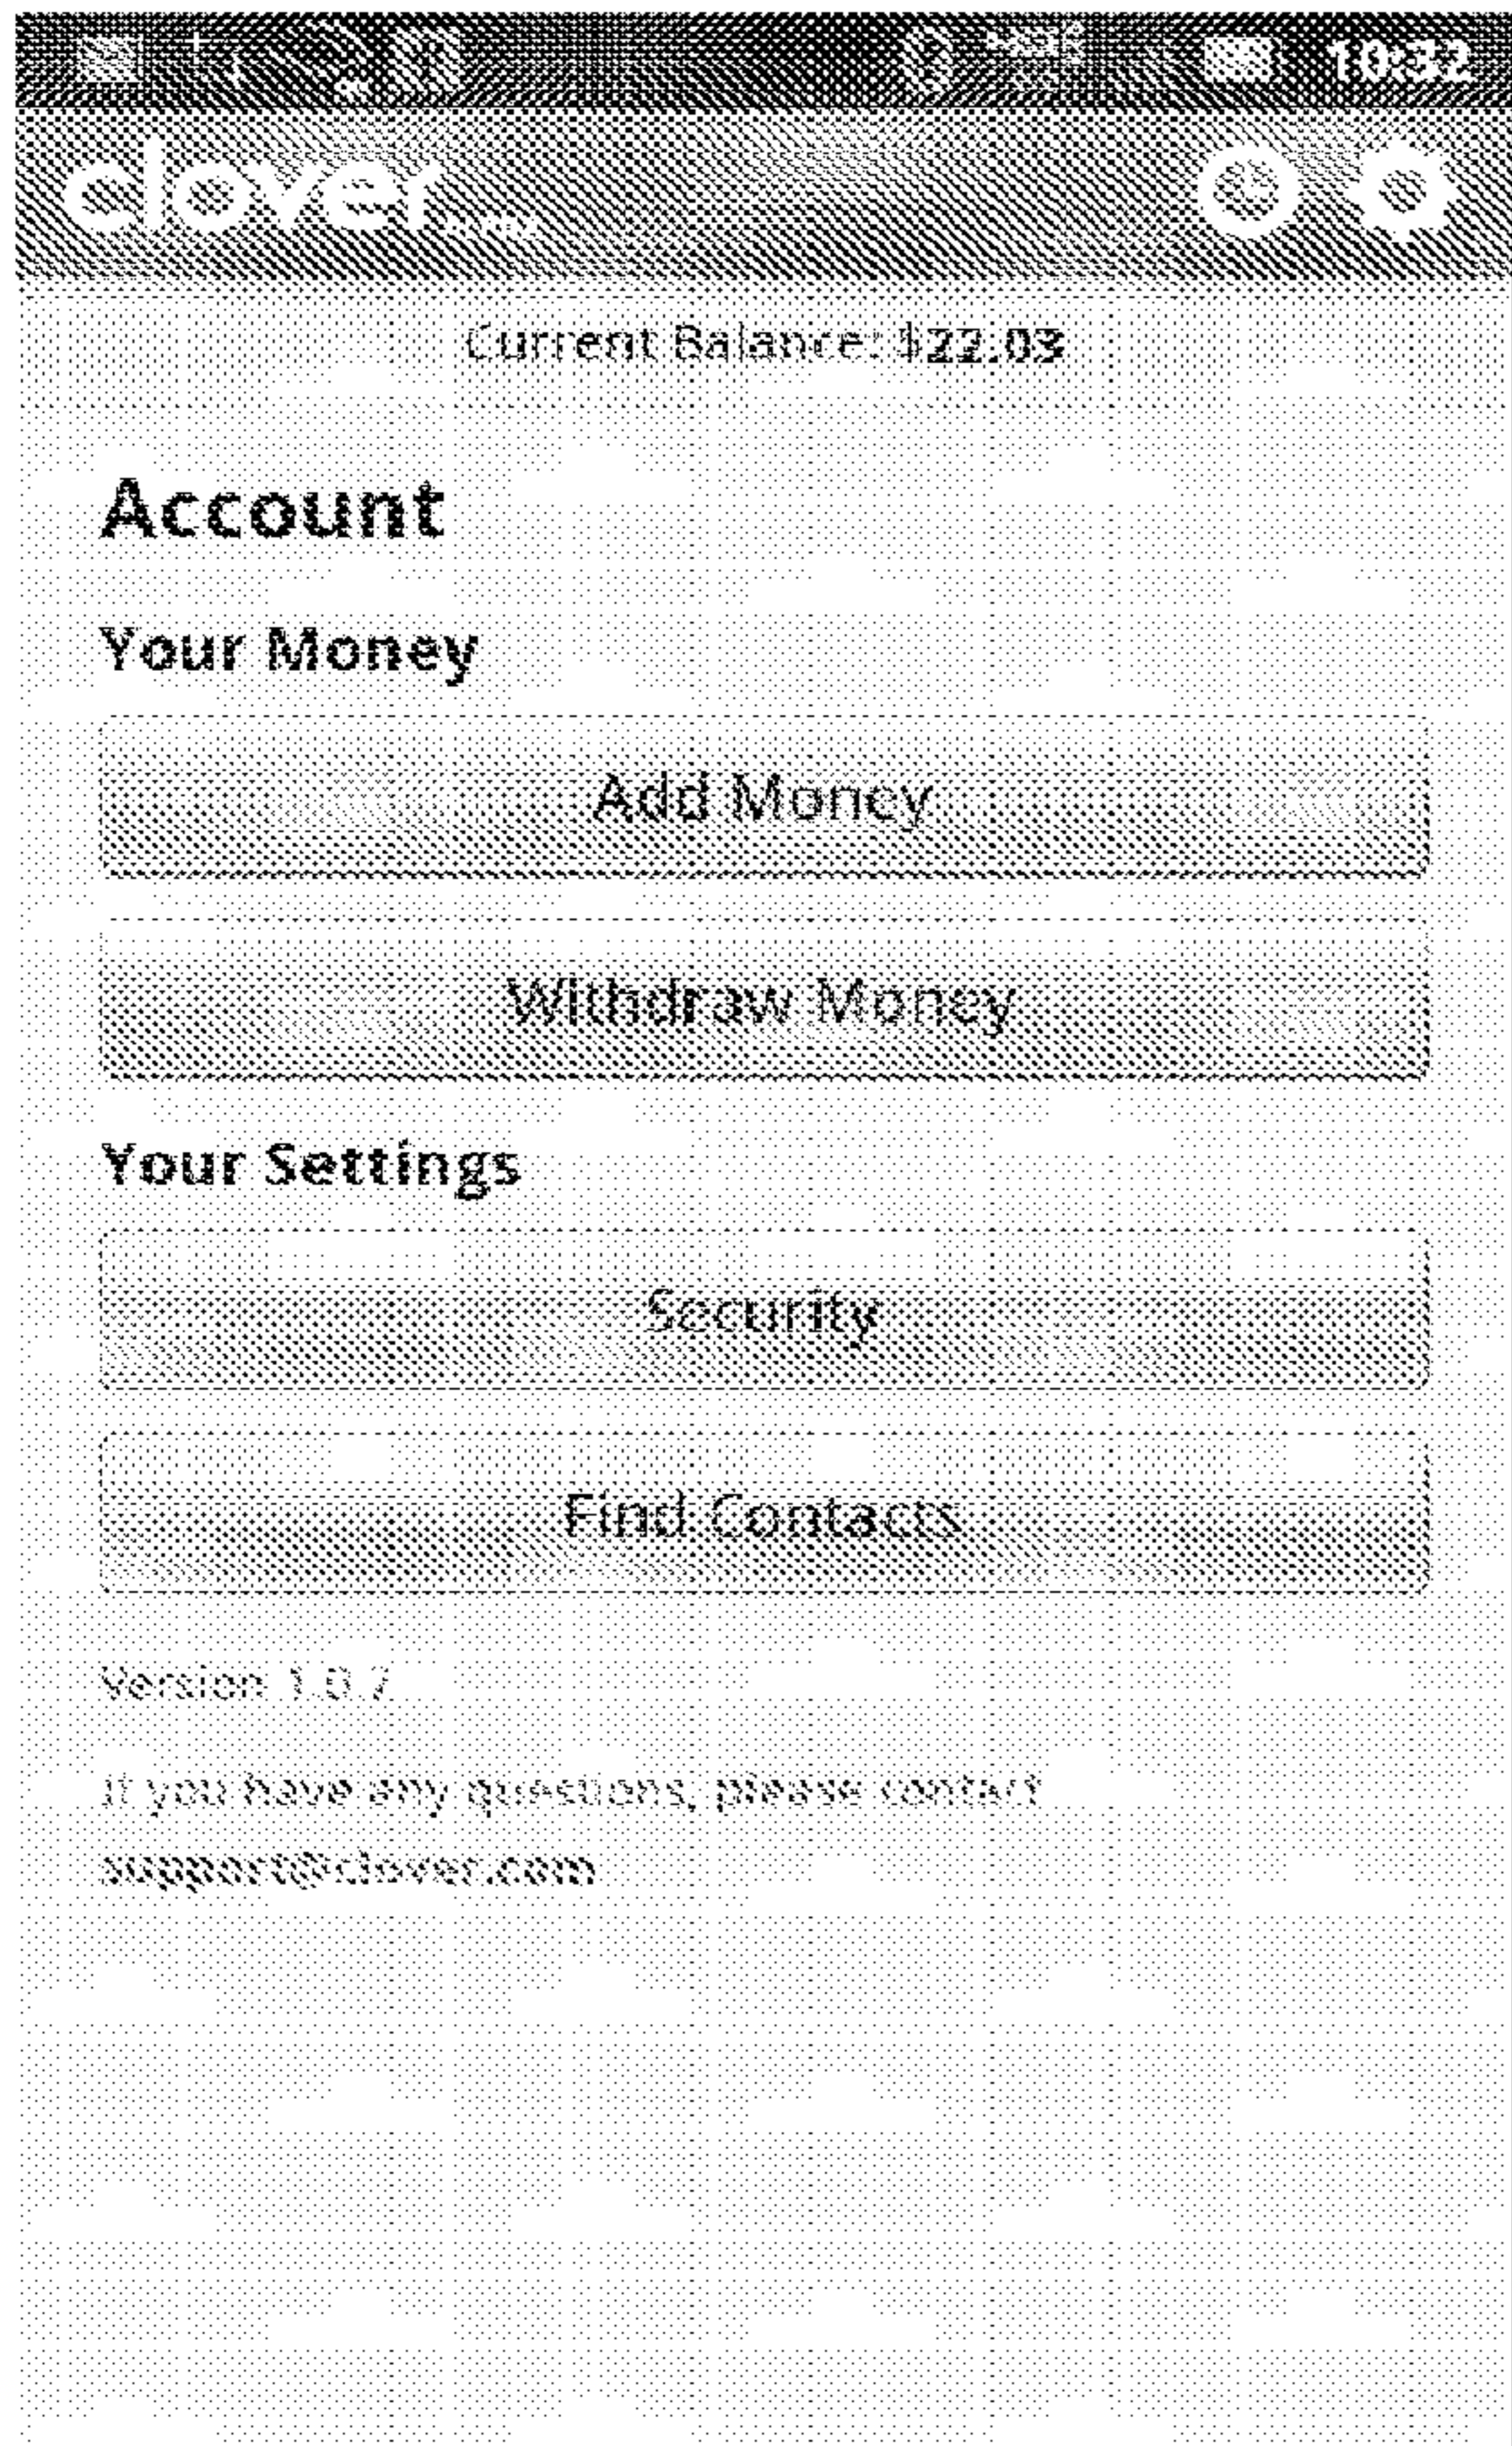 10:32
clover
Current Balance: $22.03
Account
Your Money
Add Money
Withdraw Money
Your Settings
Security
Find Contacts
Version 1.0.7
If you have any questions, please contact
support@clover.com